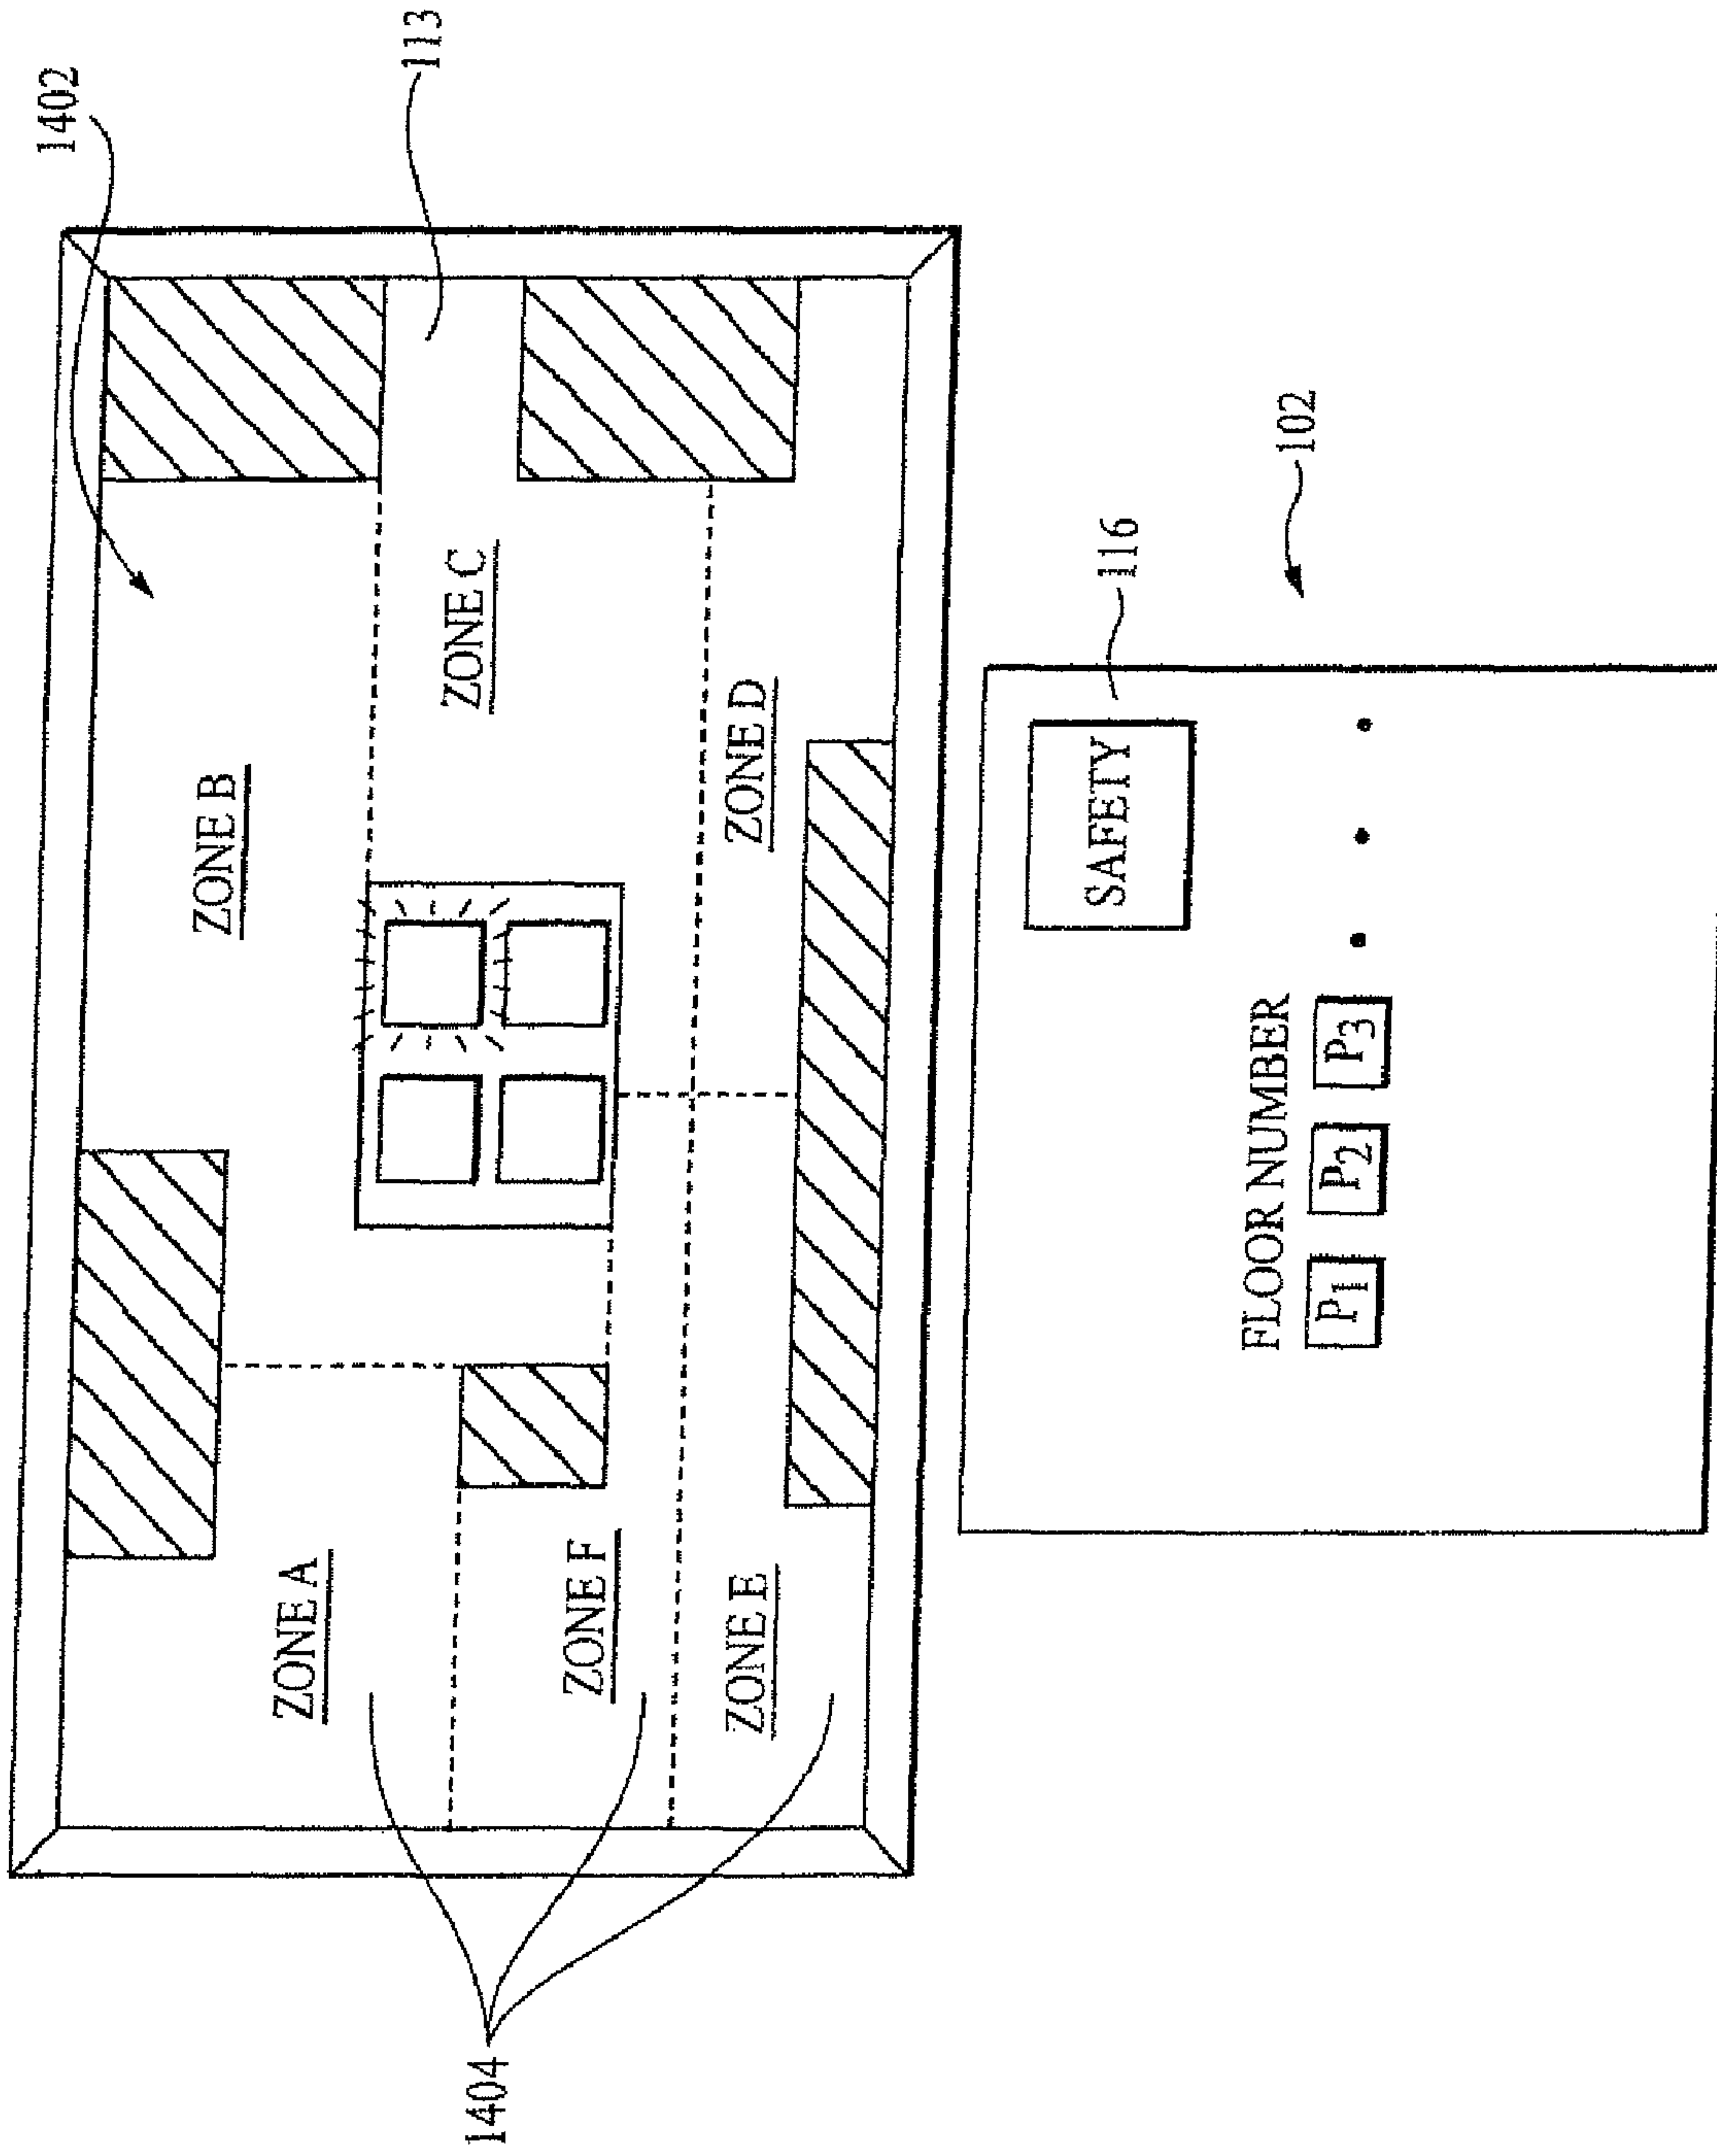 1402
113
ZONE B
ZONE C
ZONE A
ZONE F
ZONE D
ZONE E
1404
116
SAFETY
102
FLOOR NUMBER
P1 P2 P3 • • •